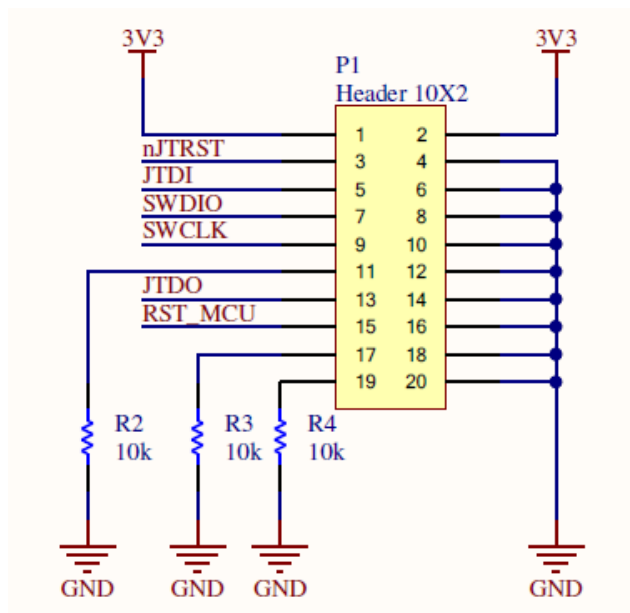 3V3
3V3
P1
Header 10X2
1 2
nJTRST
3 4
JTDI
5 6
SWDIO
7 8
SWCLK
9 10
11 12
JTDO
13 14
RST_MCU
15 16
17 18
19 20
R2
10k
R3
10k
R4
10k
GND
GND
GND
GND